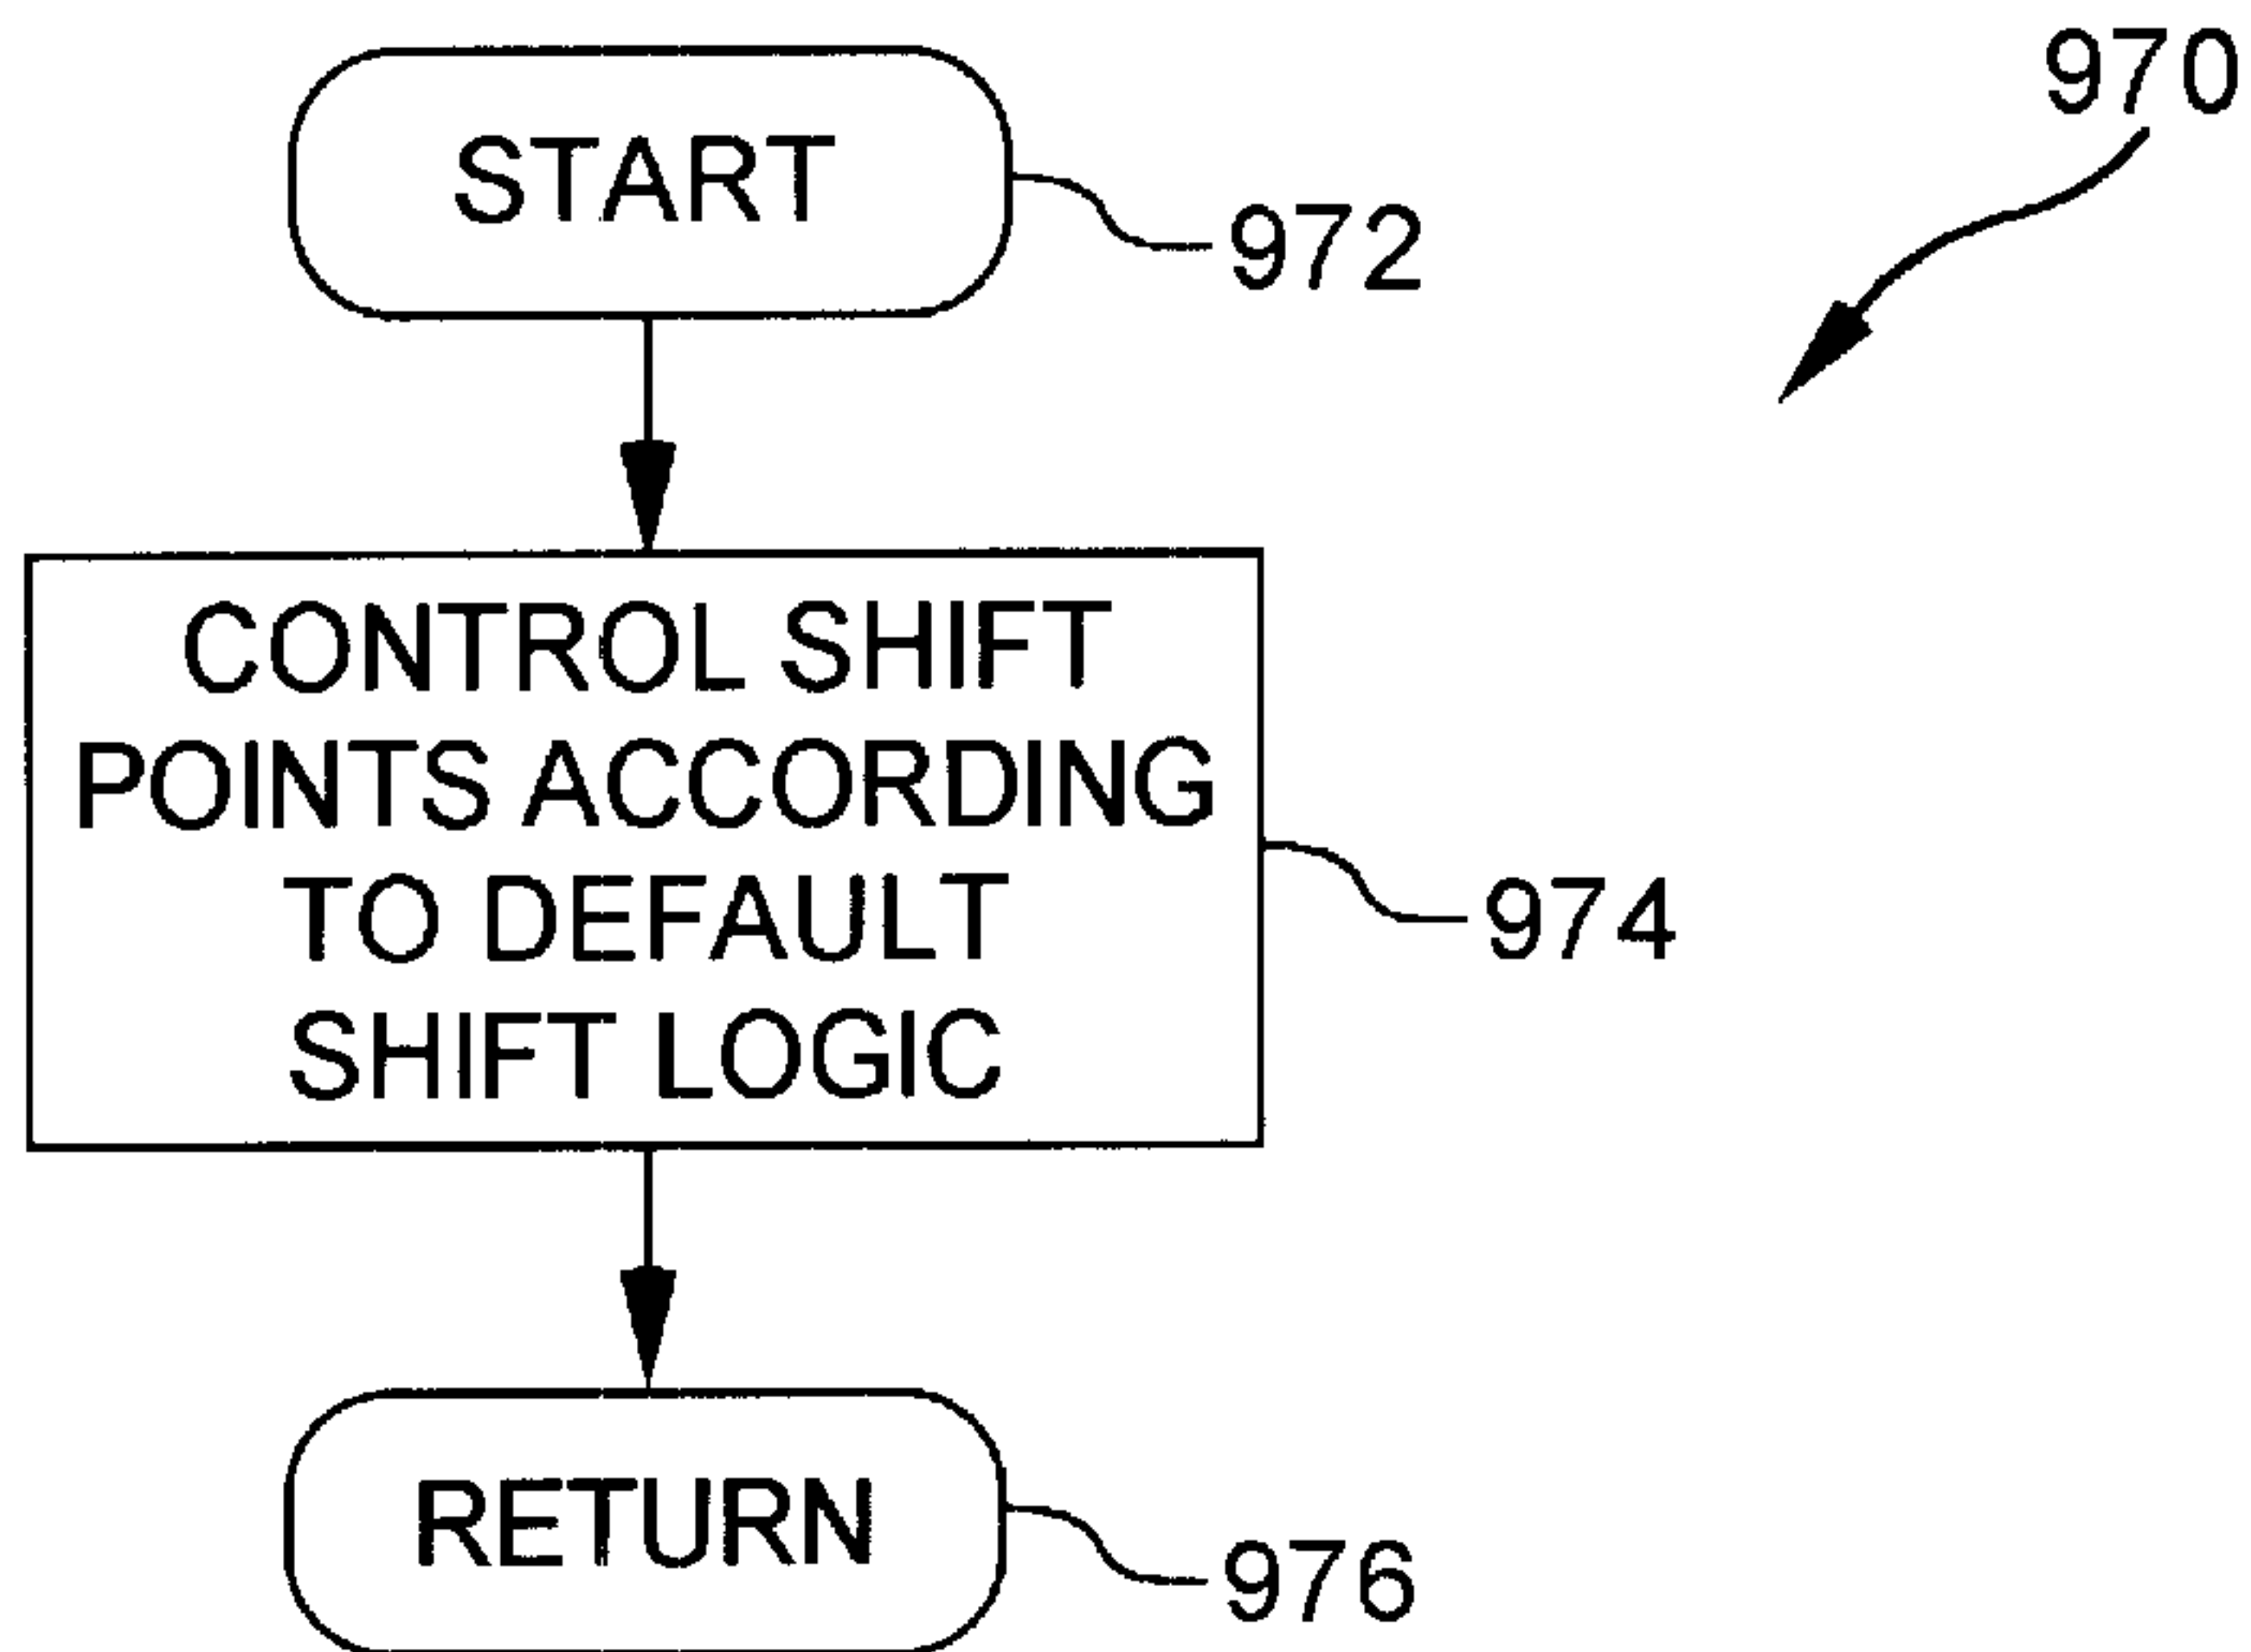 START
970
972
CONTROL SHIFT
POINTS ACCORDING
TO DEFAULT
SHIFT LOGIC
974
RETURN
976